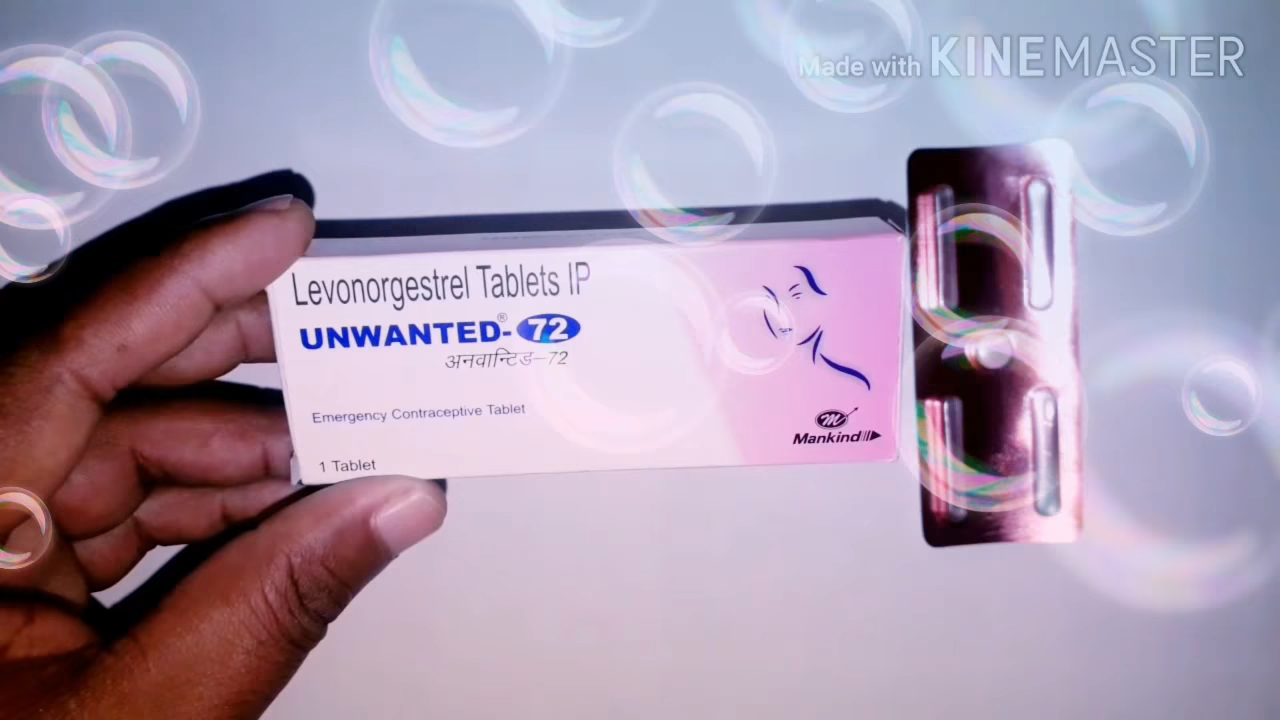 Made with KINEMASTER
Levonorgestrel Tablets IP
UNWANTED®-72
अनवान्टिड-72
Emergency Contraceptive Tablet
1 Tablet
m
Mankind